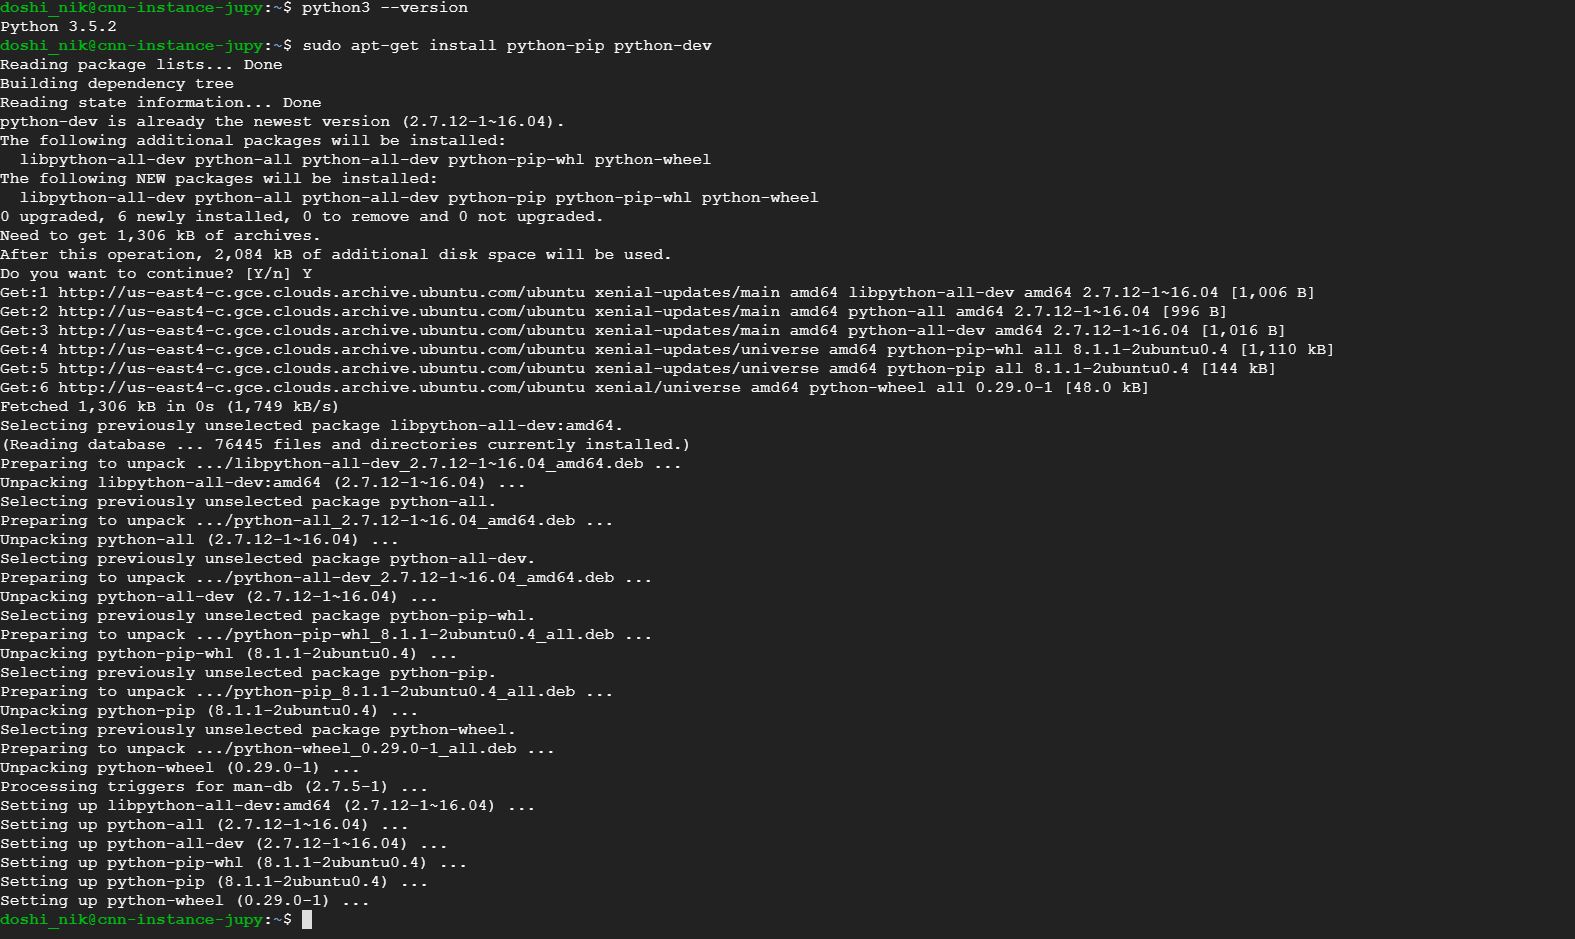 doshi_nik@cnn-instance-jupy:~$ python3 --version
Python 3.5.2
doshi_nik@cnn-instance-jupy:~$ sudo apt-get install python-pip python-dev
Reading package lists... Done
Building dependency tree
Reading state information... Done
python-dev is already the newest version (2.7.12-1~16.04).
The following additional packages will be installed:
  libpython-all-dev python-all python-all-dev python-pip-whl python-wheel
The following NEW packages will be installed:
  libpython-all-dev python-all python-all-dev python-pip python-pip-whl python-wheel
0 upgraded, 6 newly installed, 0 to remove and 0 not upgraded.
Need to get 1,306 kB of archives.
After this operation, 2,084 kB of additional disk space will be used.
Do you want to continue? [Y/n] Y
Get:1 http://us-east4-c.gce.clouds.archive.ubuntu.com/ubuntu xenial-updates/main amd64 libpython-all-dev amd64 2.7.12-1~16.04 [1,006 B]
Get:2 http://us-east4-c.gce.clouds.archive.ubuntu.com/ubuntu xenial-updates/main amd64 python-all amd64 2.7.12-1~16.04 [996 B]
Get:3 http://us-east4-c.gce.clouds.archive.ubuntu.com/ubuntu xenial-updates/main amd64 python-all-dev amd64 2.7.12-1~16.04 [1,016 B]
Get:4 http://us-east4-c.gce.clouds.archive.ubuntu.com/ubuntu xenial-updates/universe amd64 python-pip-whl all 8.1.1-2ubuntu0.4 [1,110 kB]
Get:5 http://us-east4-c.gce.clouds.archive.ubuntu.com/ubuntu xenial-updates/universe amd64 python-pip all 8.1.1-2ubuntu0.4 [144 kB]
Get:6 http://us-east4-c.gce.clouds.archive.ubuntu.com/ubuntu xenial/universe amd64 python-wheel all 0.29.0-1 [48.0 kB]
Fetched 1,306 kB in 0s (1,749 kB/s)
Selecting previously unselected package libpython-all-dev:amd64.
(Reading database ... 76445 files and directories currently installed.)
Preparing to unpack .../libpython-all-dev_2.7.12-1~16.04_amd64.deb ...
Unpacking libpython-all-dev:amd64 (2.7.12-1~16.04) ...
Selecting previously unselected package python-all.
Preparing to unpack .../python-all_2.7.12-1~16.04_amd64.deb ...
Unpacking python-all (2.7.12-1~16.04) ...
Selecting previously unselected package python-all-dev.
Preparing to unpack .../python-all-dev_2.7.12-1~16.04_amd64.deb ...
Unpacking python-all-dev (2.7.12-1~16.04) ...
Selecting previously unselected package python-pip-whl.
Preparing to unpack .../python-pip-whl_8.1.1-2ubuntu0.4_all.deb ...
Unpacking python-pip-whl (8.1.1-2ubuntu0.4) ...
Selecting previously unselected package python-pip.
Preparing to unpack .../python-pip_8.1.1-2ubuntu0.4_all.deb ...
Unpacking python-pip (8.1.1-2ubuntu0.4) ...
Selecting previously unselected package python-wheel.
Preparing to unpack .../python-wheel_0.29.0-1_all.deb ...
Unpacking python-wheel (0.29.0-1) ...
Processing triggers for man-db (2.7.5-1) ...
Setting up libpython-all-dev:amd64 (2.7.12-1~16.04) ...
Setting up python-all (2.7.12-1~16.04) ...
Setting up python-all-dev (2.7.12-1~16.04) ...
Setting up python-pip-whl (8.1.1-2ubuntu0.4) ...
Setting up python-pip (8.1.1-2ubuntu0.4) ...
Setting up python-wheel (0.29.0-1) ...
doshi_nik@cnn-instance-jupy:~$